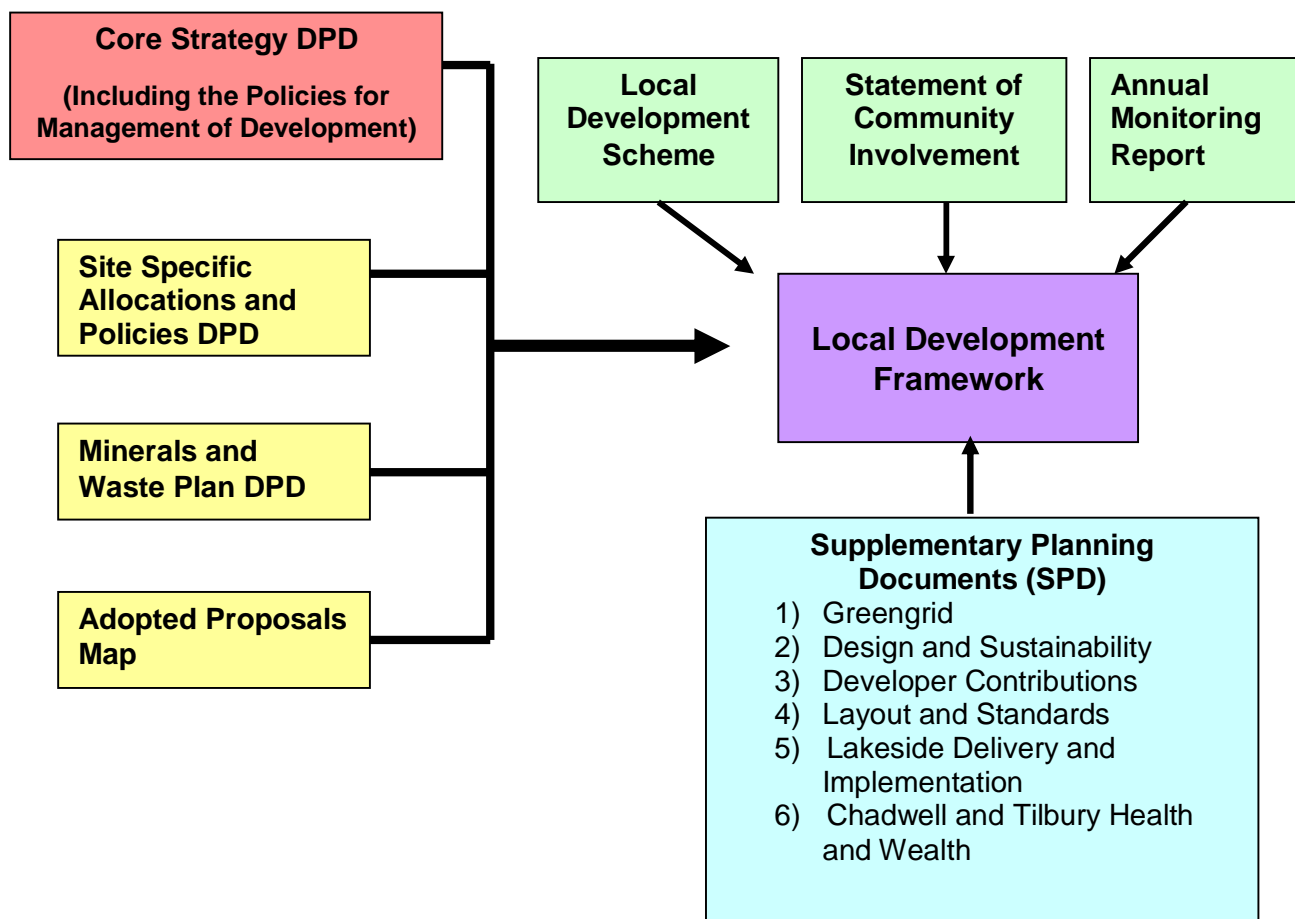 Core Strategy DPD
(Including the Policies for
Management of Development)
Local
Development
Scheme
Statement of
Community
Involvement
Annual
Monitoring
Report
Site Specific
Allocations and
Policies DPD
Local Development
Framework
Minerals and
Waste Plan DPD
Adopted Proposals
Map
Supplementary Planning
Documents (SPD)
1) Greengrid
2) Design and Sustainability
3) Developer Contributions
4) Layout and Standards
5) Lakeside Delivery and
Implementation
6) Chadwell and Tilbury Health
and Wealth